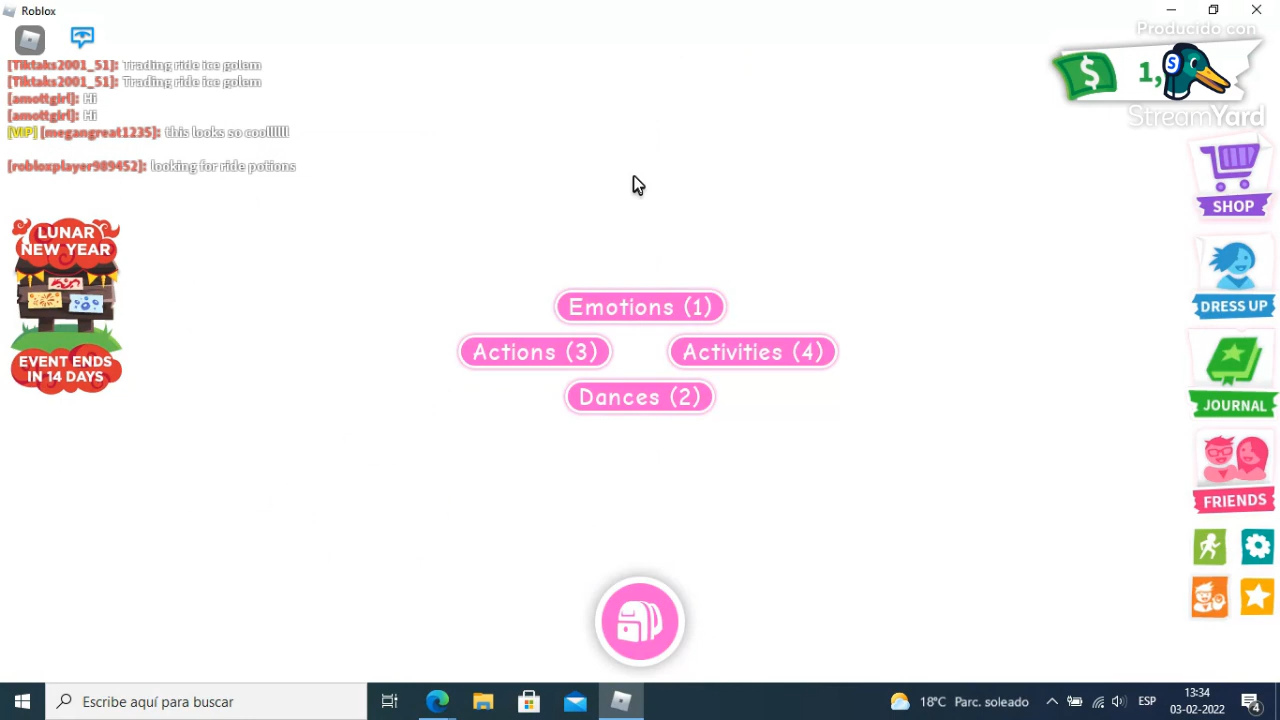 Roblox
Producido con
[Tiktaks2001_51]: Trading ride ice golem
[Tiktaks2001_51]: Trading ride ice golem
[amottgirl]: Hi
[amottgirl]: Hi
[VIP] [megangreat1235]: this looks so coollllll
[robloxplayer989452]: looking for ride potions
$ 1,
S
StreamYard
SHOP
LUNAR
NEW YEAR
EVENT ENDS
IN 14 DAYS
Emotions (1)
Actions (3)
Activities (4)
Dances (2)
DRESS UP
JOURNAL
FRIENDS
Escribe aquí para buscar
18°C Parc. soleado
ESP
13:34
03-02-2022
4